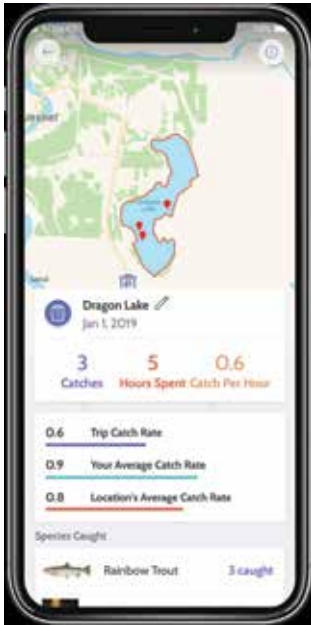 Dragon Lake
Jan 1, 2019
3 5 0.6
Catches Hours Spent Catch Per Hour
0.6 Trip Catch Rate
0.9 Your Average Catch Rate
0.8 Location's Average Catch Rate
Species Caught
Rainbow Trout 3 caught